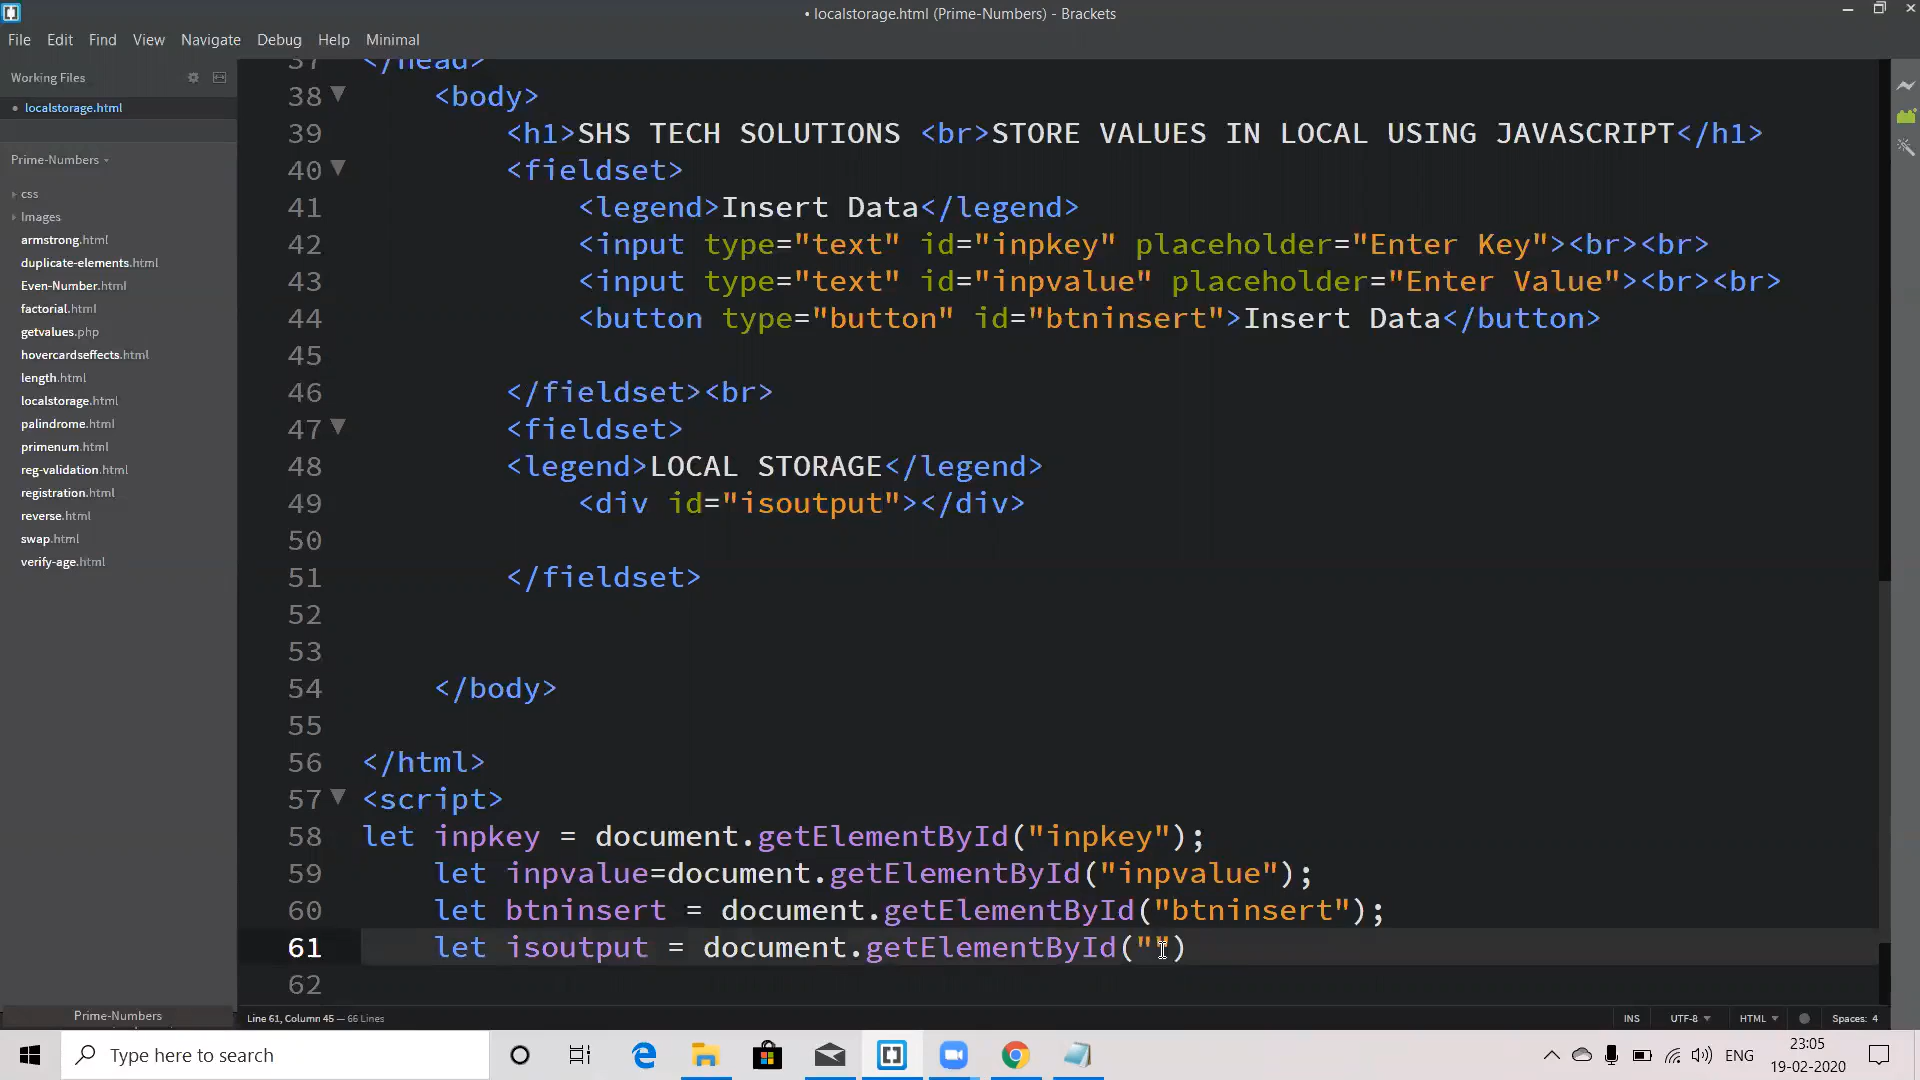 • localstorage.html (Prime-Numbers) - Brackets
File Edit Find View Navigate Debug Help Minimal
Working Files
• localstorage.html
Prime-Numbers
css
Images
armstrong.html
duplicate-elements.html
Even-Number.html
factorial.html
getvalues.php
hovercardseffects.html
length.html
localstorage.html
palindrome.html
primenum.html
reg-validation.html
registration.html
reverse.html
swap.html
verify-age.html
Prime-Numbers
37 </head>
38 <body>
39 <h1>SHS TECH SOLUTIONS <br>STORE VALUES IN LOCAL USING JAVASCRIPT</h1>
40 <fieldset>
41 <legend>Insert Data</legend>
42 <input type="text" id="inpkey" placeholder="Enter Key"><br><br>
43 <input type="text" id="inpvalue" placeholder="Enter Value"><br><br>
44 <button type="button" id="btninsert">Insert Data</button>
45
46 </fieldset><br>
47 <fieldset>
48 <legend>LOCAL STORAGE</legend>
49 <div id="isoutput"></div>
50
51 </fieldset>
52
53
54 </body>
55
56 </html>
57 <script>
58 let inpkey = document.getElementById("inpkey");
59 let inpvalue=document.getElementById("inpvalue");
60 let btninsert = document.getElementById("btninsert");
61 let isoutput = document.getElementById("")
62
Line 61, Column 45 — 66 Lines
INS UTF-8 HTML Spaces: 4
Type here to search
ENG
23:05
19-02-2020